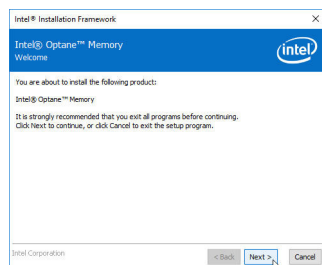 Intel® Installation Framework
Intel® Optane™ Memory
Welcome
intel
You are about to install the following product:
Intel® Optane™ Memory
It is strongly recommended that you exit all programs before continuing.
Click Next to continue, or click Cancel to exit the setup program.
Intel Corporation
< Back Next > Cancel